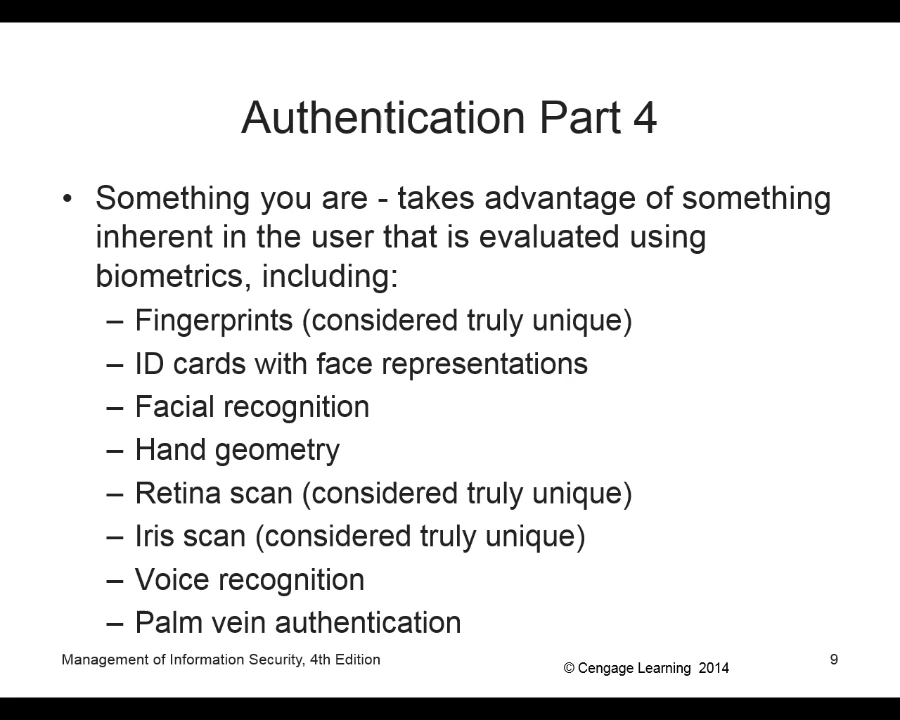 Authentication Part 4
• Something you are - takes advantage of something
inherent in the user that is evaluated using
biometrics, including:
– Fingerprints (considered truly unique)
– ID cards with face representations
– Facial recognition
– Hand geometry
– Retina scan (considered truly unique)
– Iris scan (considered truly unique)
– Voice recognition
– Palm vein authentication
Management of Information Security, 4th Edition
© Cengage Learning 2014
9